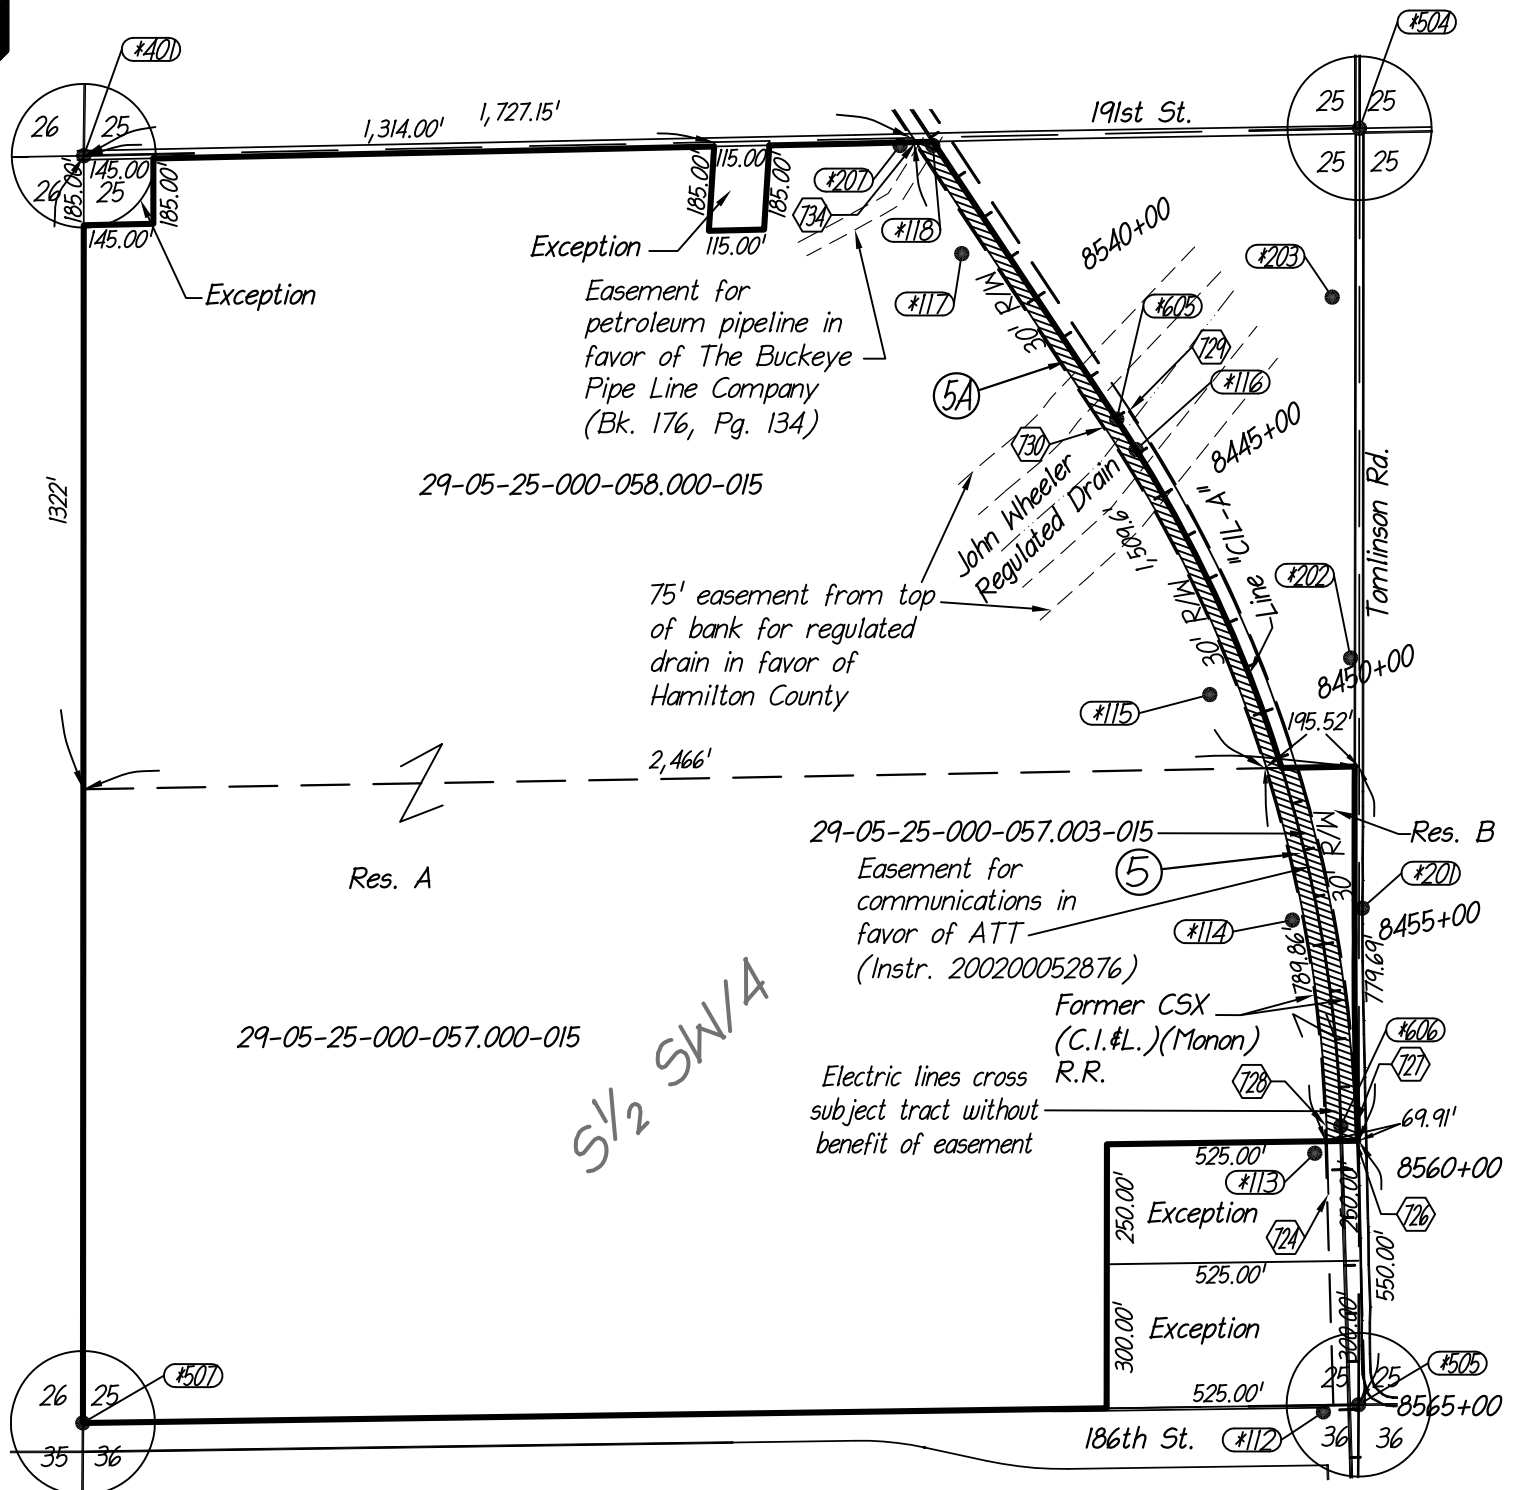 *401
*504
26 25
26 25
25 25
25 25
1,314.00'
1,727.15'
191st St.
145.00'
185.00'
185.00'
145.00'
Exception
115.00'
185.00'
185.00'
115.00'
Exception
*207
734
*118
*117
*203
8540+00
Easement for
petroleum pipeline in
favor of The Buckeye
Pipe Line Company
(Bk. 176, Pg. 134)
30' R/W
*605
729
*116
5A
730
8445+00
29-05-25-000-058.000-015
1322'
John Wheeler
Regulated Drain
Line "CIL-A"
Tomlinson Rd.
*202
75' easement from top
of bank for regulated
drain in favor of
Hamilton County
30' R/W
8450+00
*115
195.52'
2,466'
29-05-25-000-057.003-015
Res. B
30' R/W
Res. A
Easement for
communications in
favor of ATT
(Instr. 200200052876)
5
*201
*114
8455+00
789.86'
779.69'
Former CSX
(C.I.&L.)(Monon)
R.R.
29-05-25-000-057.000-015
S1/2 SW/4
*606
728
727
Electric lines cross
subject tract without
benefit of easement
69.91'
525.00'
*113
8560+00
250.00'
Exception
250.00'
724
726
525.00'
550.00'
300.00'
Exception
300.00'
525.00'
*507
*505
26 25
35 36
25 25
36 36
8565+00
186th St.
*112